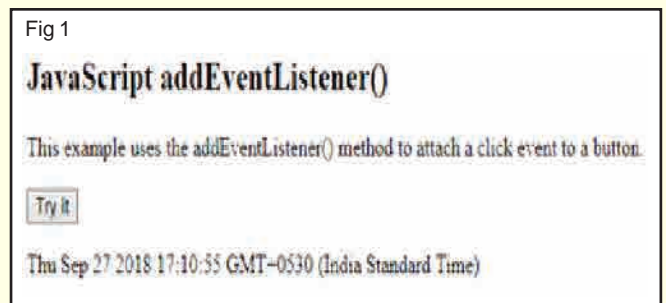 Fig 1
JavaScript addEventListener()
This example uses the addEventListener() method to attach a click event to a button.
Try it
Thu Sep 27 2018 17:10:55 GMT+0530 (India Standard Time)